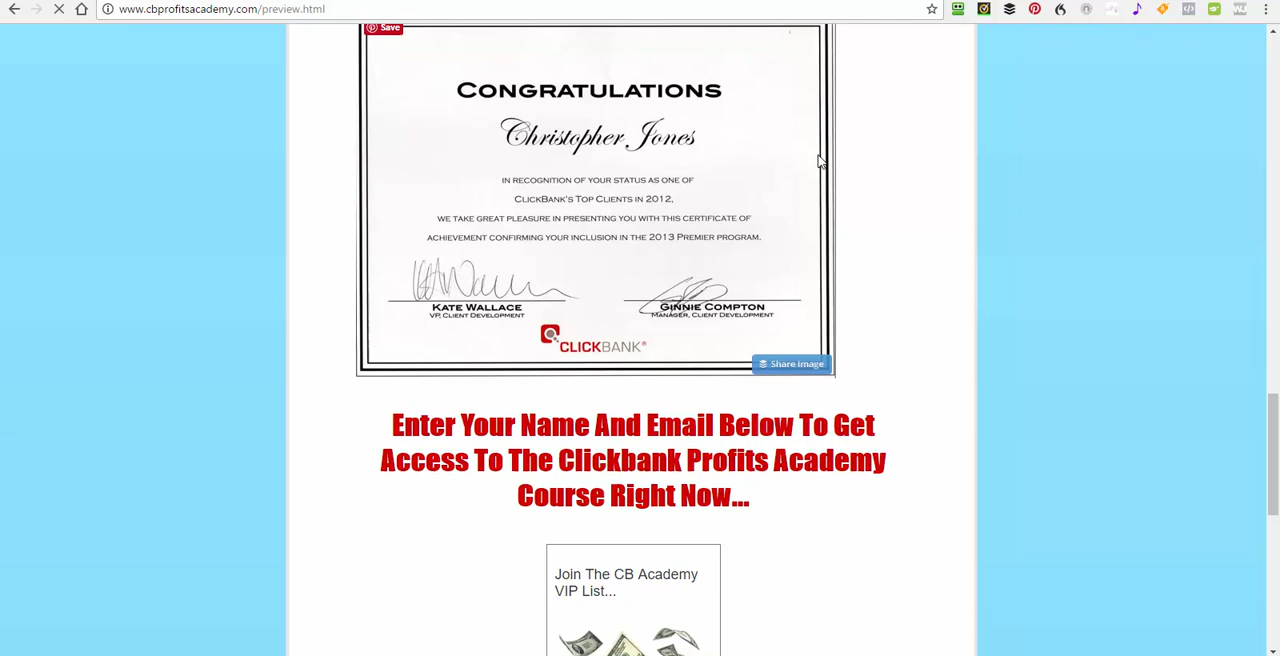 www.cbprofitsacademy.com/preview.html
Save
CONGRATULATIONS
Christopher Jones
IN RECOGNITION OF YOUR STATUS AS ONE OF
CLICKBANK'S TOP CLIENTS IN 2012,
WE TAKE GREAT PLEASURE IN PRESENTING YOU WITH THIS CERTIFICATE OF
ACHIEVEMENT CONFIRMING YOUR INCLUSION IN THE 2013 PREMIER PROGRAM.
KATE WALLACE
VP, CLIENT DEVELOPMENT
GINNIE COMPTON
MANAGER, CLIENT DEVELOPMENT
CLICKBANK®
Share image
Enter Your Name And Email Below To Get
Access To The Clickbank Profits Academy
Course Right Now...
Join The CB Academy
VIP List...